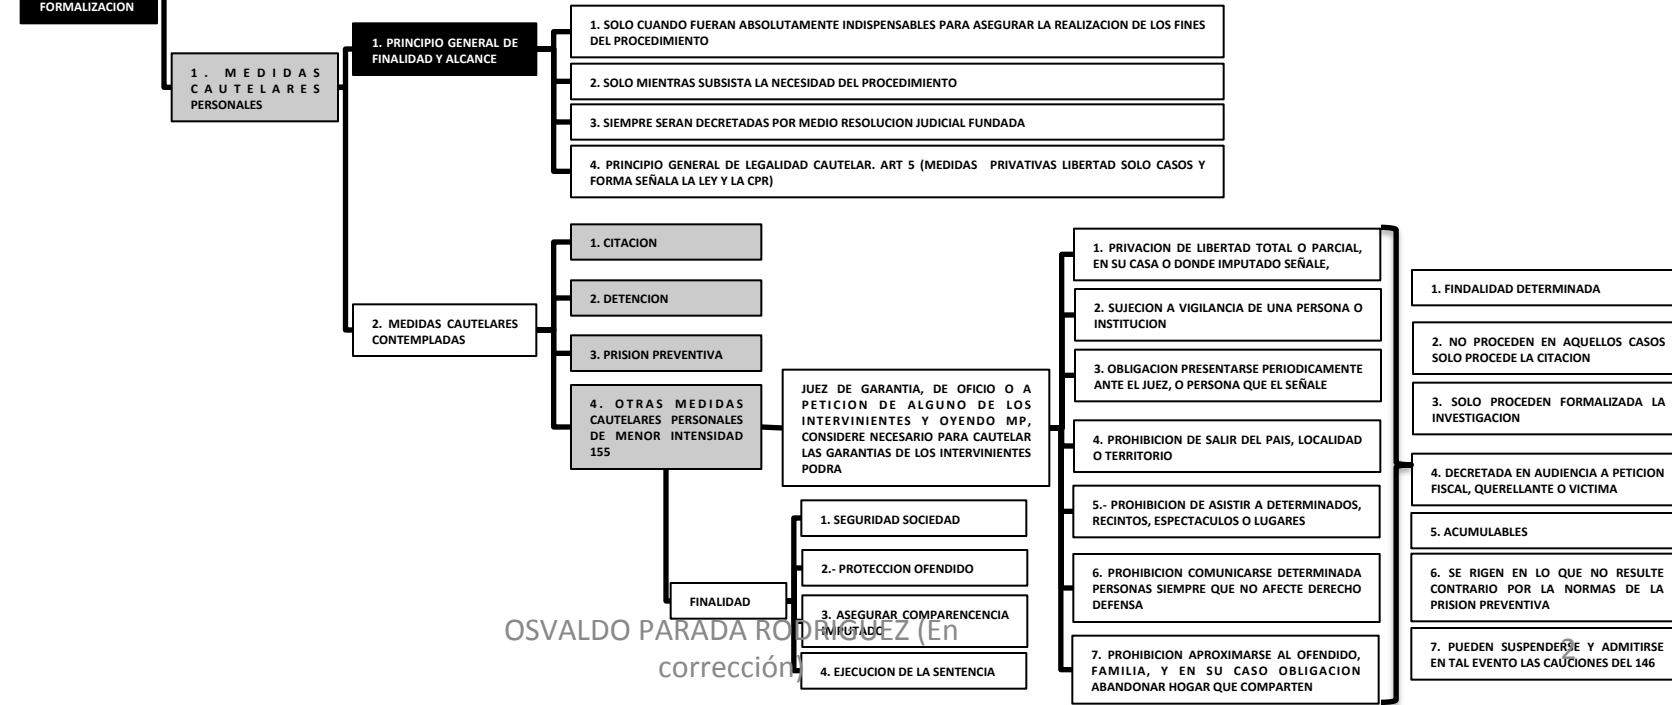 FORMALIZACION
1. MEDIDAS
CAUTELARES
PERSONALES
1. PRINCIPIO GENERAL DE
FINALIDAD Y ALCANCE
1. SOLO CUANDO FUERAN ABSOLUTAMENTE INDISPENSABLES PARA ASEGURAR LA REALIZACION DE LOS FINES
DEL PROCEDIMIENTO
2. SOLO MIENTRAS SUBSISTA LA NECESIDAD DEL PROCEDIMIENTO
3. SIEMPRE SERAN DECRETADAS POR MEDIO RESOLUCION JUDICIAL FUNDADA
4. PRINCIPIO GENERAL DE LEGALIDAD CAUTELAR. ART 5 (MEDIDAS PRIVATIVAS LIBERTAD SOLO CASOS Y
FORMA SEÑALA LA LEY Y LA CPR)
2. MEDIDAS CAUTELARES
CONTEMPLADAS
1. CITACION
2. DETENCION
3. PRISION PREVENTIVA
4. OTRAS MEDIDAS
CAUTELARES PERSONALES
DE MENOR INTENSIDAD
155
JUEZ DE GARANTIA, DE OFICIO O A
PETICION DE ALGUNO DE LOS
INTERVINIENTES Y OYENDO MP,
CONSIDERE NECESARIO PARA CAUTELAR
LAS GARANTIAS DE LOS INTERVINIENTES
PODRA
FINALIDAD
1. SEGURIDAD SOCIEDAD
2.- PROTECCION OFENDIDO
3. ASEGURAR COMPARENCENCIA
IMPUTADO
4. EJECUCION DE LA SENTENCIA
1. PRIVACION DE LIBERTAD TOTAL O PARCIAL,
EN SU CASA O DONDE IMPUTADO SEÑALE,
2. SUJECION A VIGILANCIA DE UNA PERSONA O
INSTITUCION
3. OBLIGACION PRESENTARSE PERIODICAMENTE
ANTE EL JUEZ, O PERSONA QUE EL SEÑALE
4. PROHIBICION DE SALIR DEL PAIS, LOCALIDAD
O TERRITORIO
5.- PROHIBICION DE ASISTIR A DETERMINADOS,
RECINTOS, ESPECTACULOS O LUGARES
6. PROHIBICION COMUNICARSE DETERMINADA
PERSONAS SIEMPRE QUE NO AFECTE DERECHO
DEFENSA
7. PROHIBICION APROXIMARSE AL OFENDIDO,
FAMILIA, Y EN SU CASO OBLIGACION
ABANDONAR HOGAR QUE COMPARTEN
1. FINDALIDAD DETERMINADA
2. NO PROCEDEN EN AQUELLOS CASOS
SOLO PROCEDE LA CITACION
3. SOLO PROCEDEN FORMALIZADA LA
INVESTIGACION
4. DECRETADA EN AUDIENCIA A PETICION
FISCAL, QUERELLANTE O VICTIMA
5. ACUMULABLES
6. SE RIGEN EN LO QUE NO RESULTE
CONTRARIO POR LA NORMAS DE LA
PRISION PREVENTIVA
7. PUEDEN SUSPENDERSE Y ADMITIRSE
EN TAL EVENTO LAS CAUCIONES DEL 146
OSVALDO PARADA RODRIGUEZ (En
corrección)
2